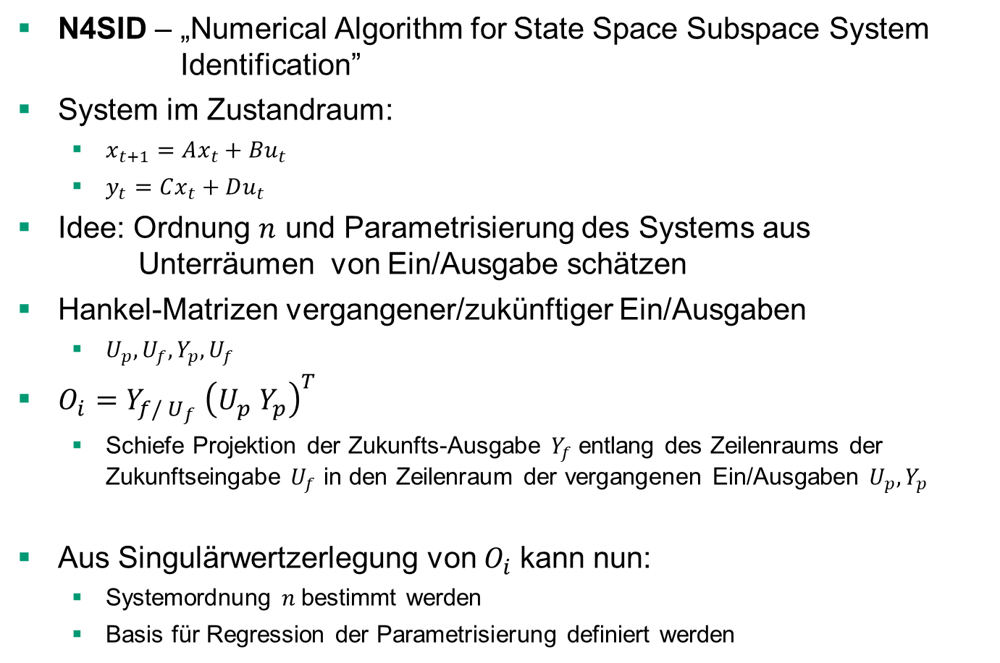 ▪ N4SID – „Numerical Algorithm for State Space Subspace System
Identification”
▪ System im Zustandraum:
▪ $x_{t+1} = Ax_t + Bu_t$
▪ $y_t = Cx_t + Du_t$
▪ Idee: Ordnung $n$ und Parametrisierung des Systems aus
Unterräumen von Ein/Ausgabe schätzen
▪ Hankel-Matrizen vergangener/zukünftiger Ein/Ausgaben
▪ $U_p, U_f, Y_p, U_f$
▪ $O_i = Y_{f/ U_f} (U_p Y_p)^T$
▪ Schiefe Projektion der Zukunfts-Ausgabe $Y_f$ entlang des Zeilenraums der
Zukunftseingabe $U_f$ in den Zeilenraum der vergangenen Ein/Ausgaben $U_p, Y_p$
▪ Aus Singulärwertzerlegung von $O_i$ kann nun:
▪ Systemordnung $n$ bestimmt werden
▪ Basis für Regression der Parametrisierung definiert werden